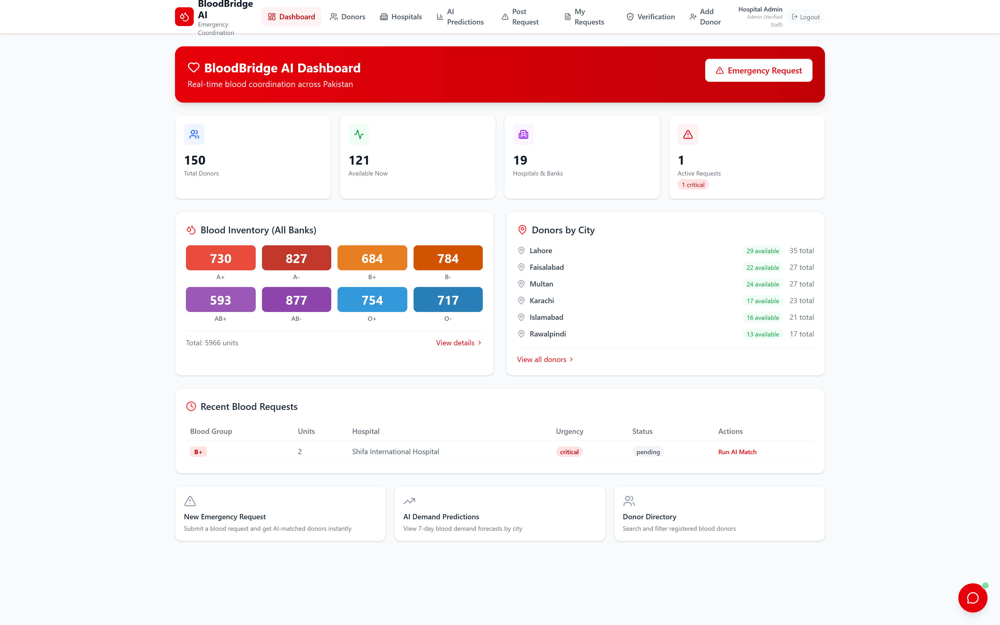 BloodBridge AI
Emergency Coordination
Dashboard
Donors
Hospitals
AI Predictions
Post Request
My Requests
Verification
Add Donor
Hospital Admin
Admin (Verified Staff)
Logout
BloodBridge AI Dashboard
Real-time blood coordination across Pakistan
Emergency Request
150
Total Donors
121
Available Now
19
Hospitals & Banks
1
Active Requests
1 critical
Blood Inventory (All Banks)
730 827 684 784
A+ A- B+ B-
593 877 754 717
AB+ AB- O+ O-
Total: 5966 units View details
Donors by City
Lahore 29 available 35 total
Faisalabad 22 available 27 total
Multan 24 available 27 total
Karachi 17 available 23 total
Islamabad 16 available 21 total
Rawalpindi 13 available 17 total
View all donors
Recent Blood Requests
Blood Group Units Hospital Urgency Status Actions
B+ 2 Shifa International Hospital critical pending Run AI Match
New Emergency Request
Submit a blood request and get AI-matched donors instantly
AI Demand Predictions
View 7-day blood demand forecasts by city
Donor Directory
Search and filter registered blood donors